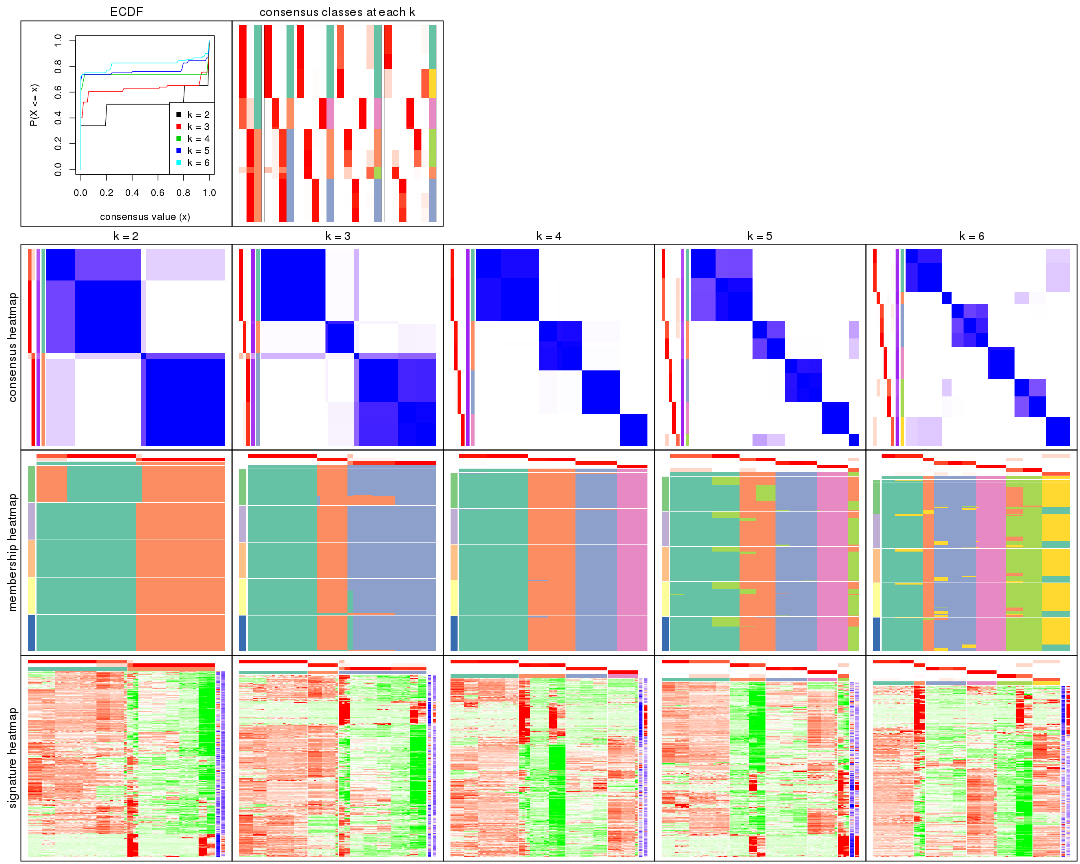 ECDF
consensus classes at each k
P(X <= x)
0.0 0.2 0.4 0.6 0.8 1.0
k = 2
k = 3
k = 4
k = 5
k = 6
0.0 0.2 0.4 0.6 0.8 1.0
consensus value (x)
k = 2
k = 3
k = 4
k = 5
k = 6
consensus heatmap
membership heatmap
signature heatmap